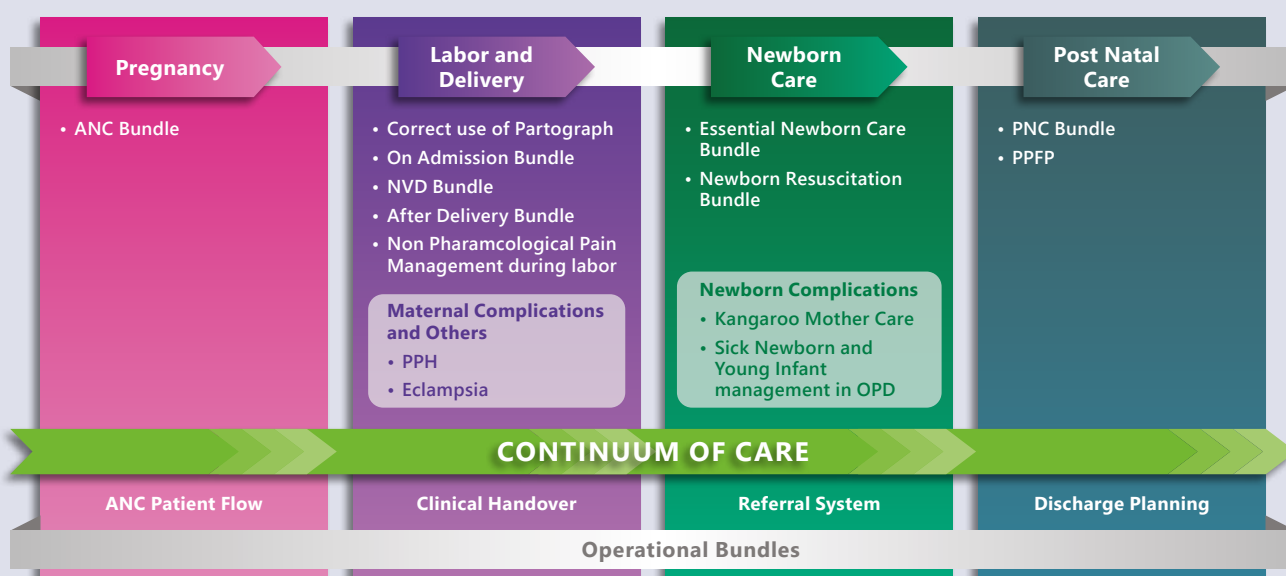 Pregnancy
• ANC Bundle
Labor and
Delivery
• Correct use of Partograph
• On Admission Bundle
• NVD Bundle
• After Delivery Bundle
• Non Pharamcological Pain
Management during labor
Maternal Complications
and Others
• PPH
• Eclampsia
Newborn
Care
• Essential Newborn Care
Bundle
• Newborn Resuscitation
Bundle
Newborn Complications
• Kangaroo Mother Care
• Sick Newborn and
Young Infant
management in OPD
Post Natal
Care
• PNC Bundle
• PPFP
CONTINUUM OF CARE
ANC Patient Flow
Clinical Handover
Referral System
Discharge Planning
Operational Bundles